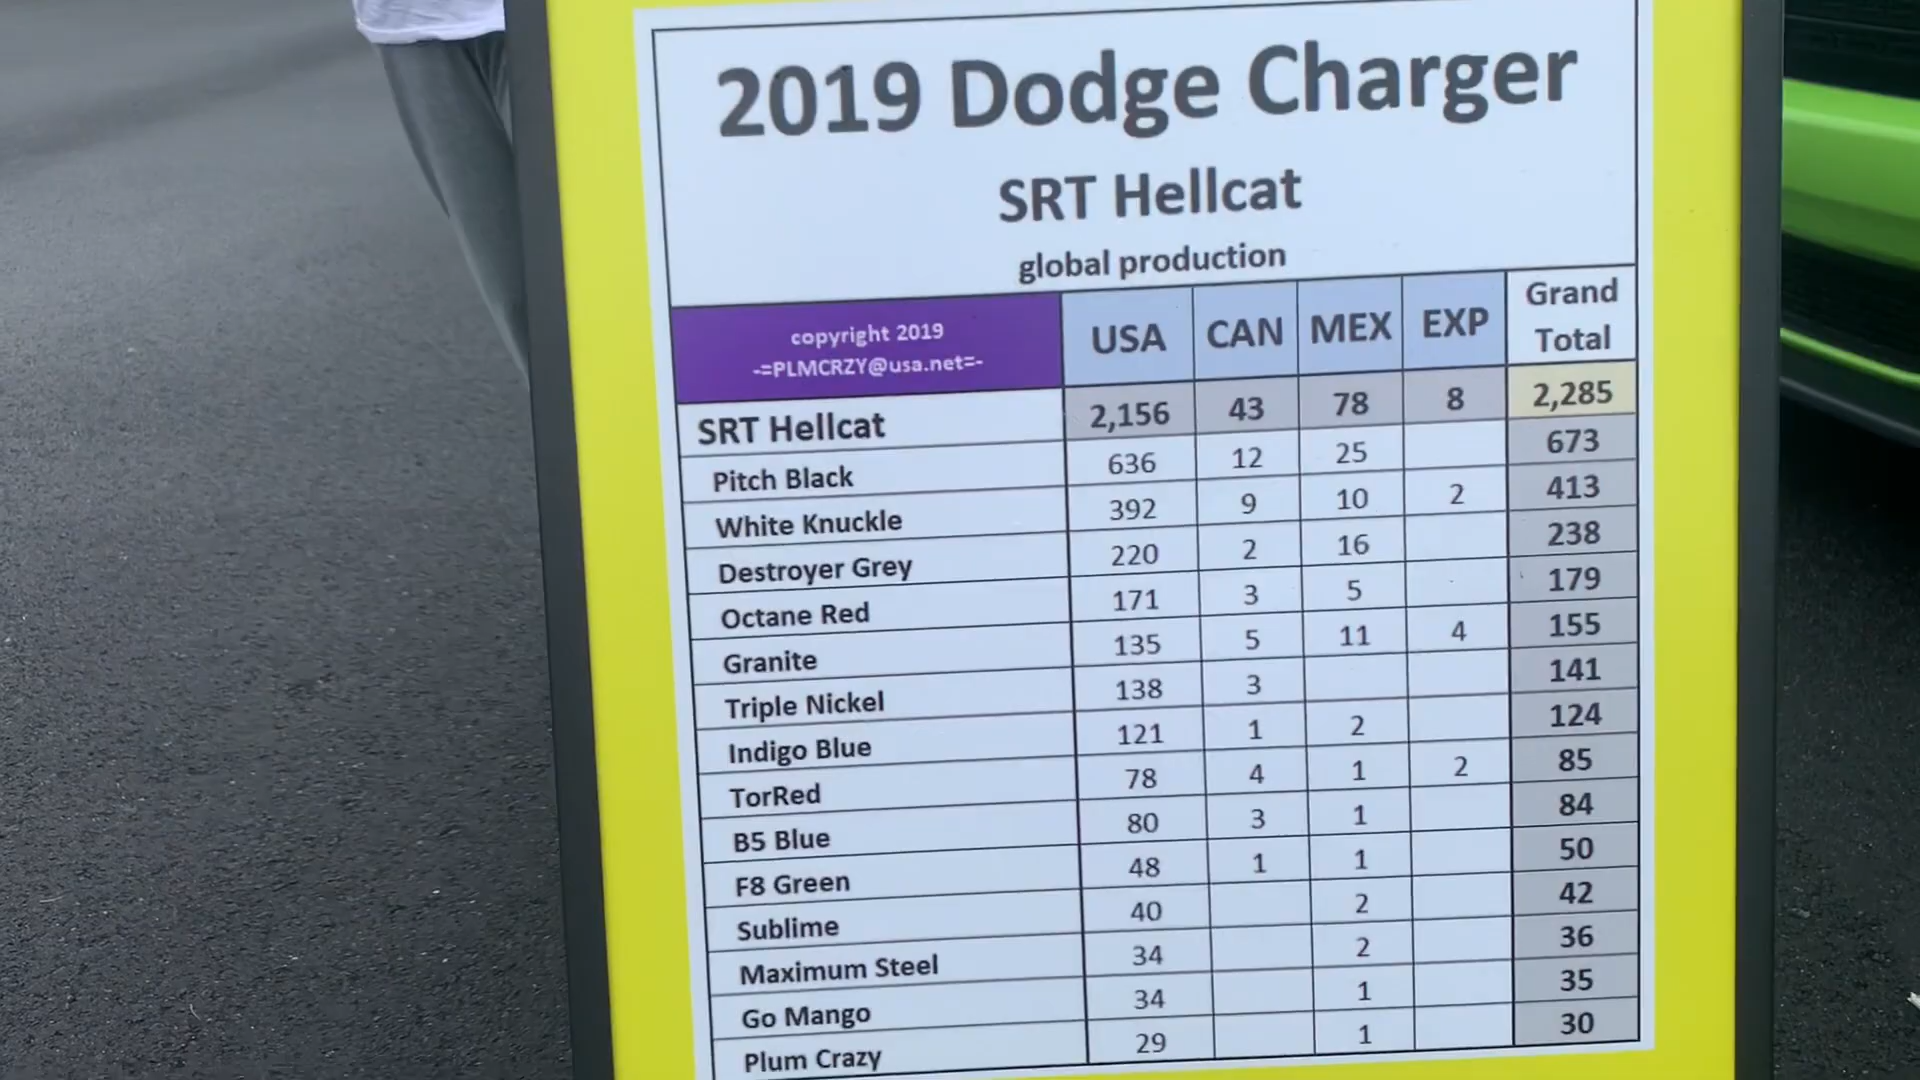 2019 Dodge Charger
SRT Hellcat
global production
copyright 2019
-=PLMCRZY@usa.net=-
USA CAN MEX EXP Grand Total
SRT Hellcat 2,156 43 78 8 2,285
Pitch Black 636 12 25 673
White Knuckle 392 9 10 2 413
Destroyer Grey 220 2 16 238
Octane Red 171 3 5 179
Granite 135 5 11 4 155
Triple Nickel 138 3 141
Indigo Blue 121 1 2 124
TorRed 78 4 1 2 85
B5 Blue 80 3 1 84
F8 Green 48 1 1 50
Sublime 40 2 42
Maximum Steel 34 2 36
Go Mango 34 1 35
Plum Crazy 29 1 30